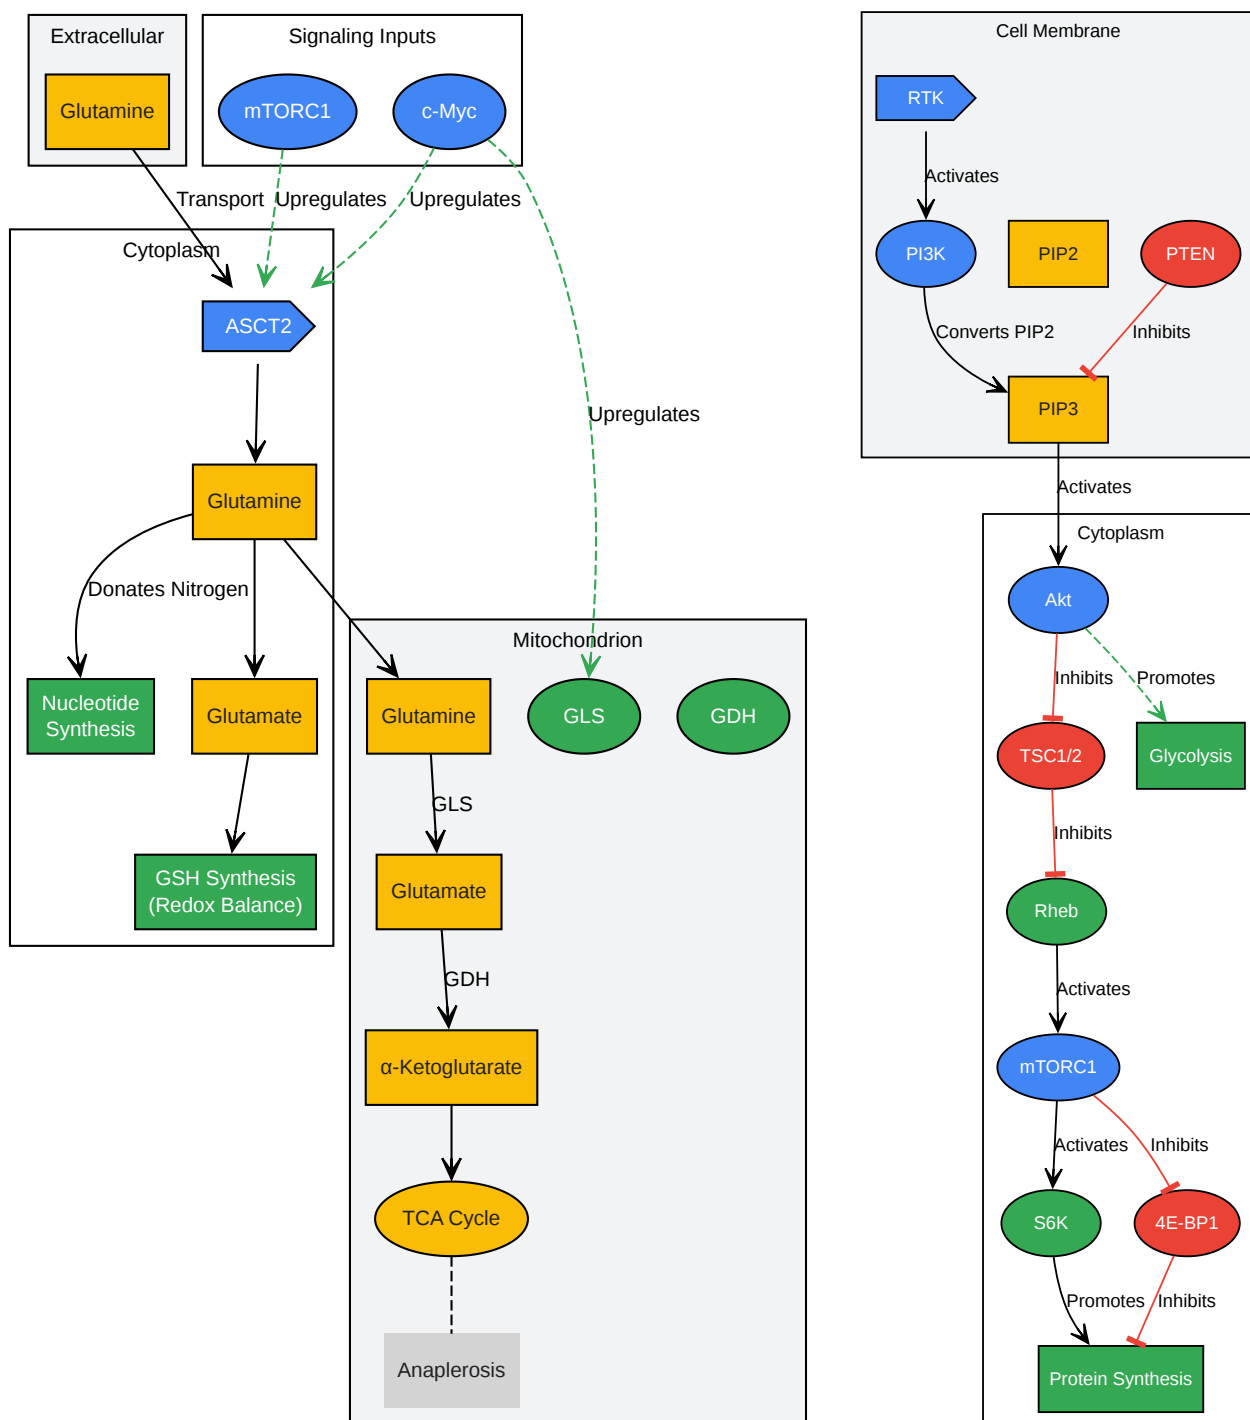 Extracellular
Signaling Inputs
Glutamine
mTORC1
c-Myc
Transport
Upregulates
Upregulates
Cytoplasm
ASCT2
Upregulates
Glutamine
Donates Nitrogen
Mitochondrion
Nucleotide
Synthesis
Glutamate
Glutamine
GLS
GDH
GLS
GSH Synthesis
(Redox Balance)
Glutamate
GDH
α-Ketoglutarate
TCA Cycle
Anaplerosis
Cell Membrane
RTK
Activates
PI3K
PIP2
PTEN
Converts PIP2
Inhibits
PIP3
Activates
Cytoplasm
Akt
Inhibits
Promotes
TSC1/2
Glycolysis
Inhibits
Rheb
Activates
mTORC1
Activates
Inhibits
S6K
4E-BP1
Promotes
Inhibits
Protein Synthesis